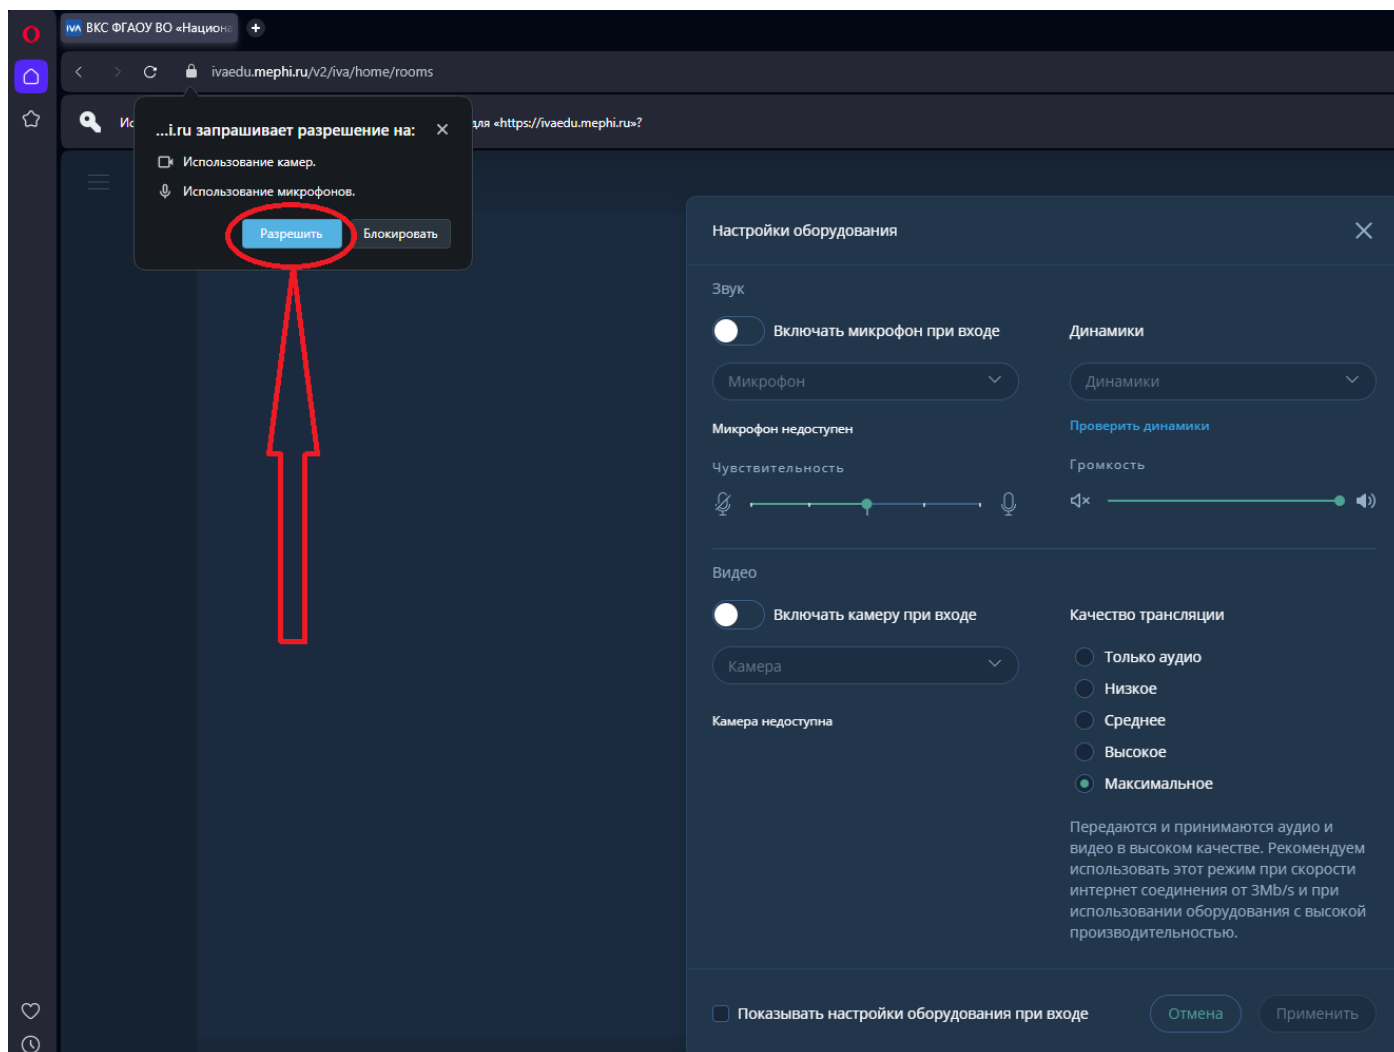 IVA ВКС ФГАОУ ВО «Национ
ivaedu.mephi.ru/v2/iva/home/rooms
для «https://ivaedu.mephi.ru»?
...i.ru запрашивает разрешение на:
Использование камер.
Использование микрофонов.
Разрешить Блокировать
Настройки оборудования
Звук
Включать микрофон при входе
Динамики
Микрофон
Динамики
Микрофон недоступен
Проверить динамики
Чувствительность
Громкость
Видео
Включать камеру при входе
Качество трансляции
Камера
Только аудио
Низкое
Камера недоступна
Среднее
Высокое
Максимальное
Передаются и принимаются аудио и
видео в высоком качестве. Рекомендуем
использовать этот режим при скорости
интернет соединения от 3Mb/s и при
использовании оборудования с высокой
производительностью.
Показывать настройки оборудования при входе
Отмена
Применить